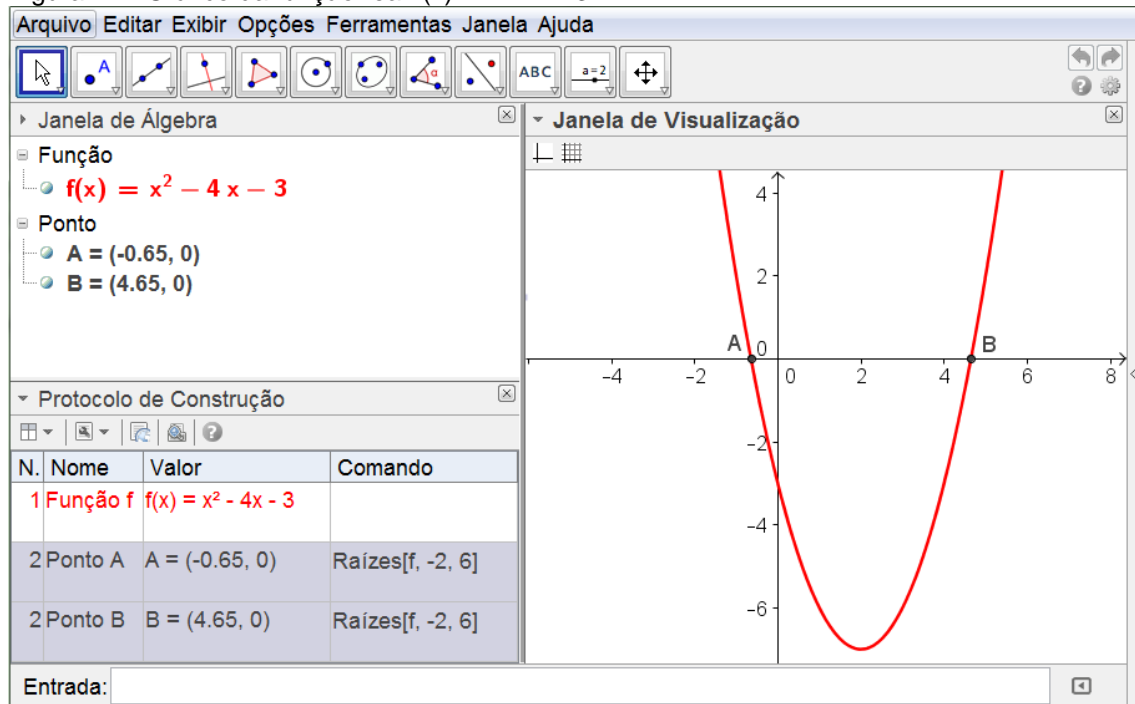 Arquivo Editar Exibir Opções Ferramentas Janela Ajuda
A
α
ABC
a=2
Janela de Álgebra
Função
f(x) = x² − 4 x − 3
Ponto
A = (-0.65, 0)
B = (4.65, 0)
Protocolo de Construção
N. Nome Valor Comando
1 Função f f(x) = x² - 4x - 3
2 Ponto A A = (-0.65, 0) Raízes[f, -2, 6]
2 Ponto B B = (4.65, 0) Raízes[f, -2, 6]
Janela de Visualização
4
2
A 0 B
−4 −2 0 2 4 6 8
−2
−4
−6
Entrada: